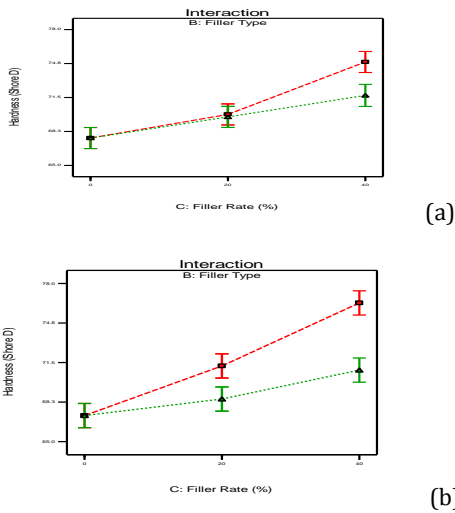 Interaction
B: Filler Type
78.0
74.8
71.5
68.3
65.0
Hardness (Shore D)
0 20 40
C: Filler Rate (%)
(a)
Interaction
B: Filler Type
78.0
74.8
71.5
68.3
65.0
Hardness (Shore D)
0 20 40
C: Filler Rate (%)
(b)